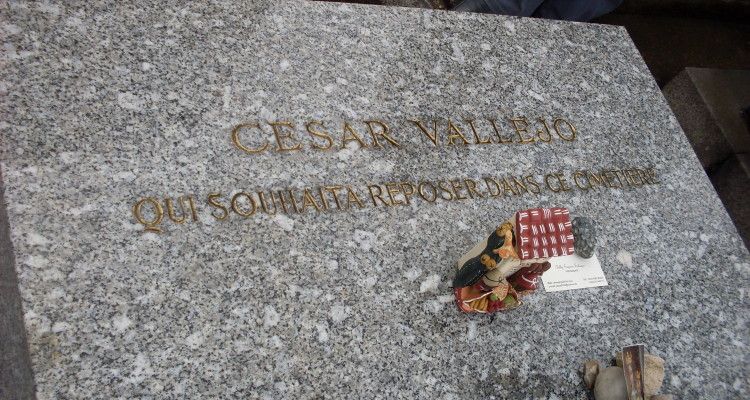 CESAR VALLEJO
QUI SOUHAITA REPOSER DANS CE CIMETIERE